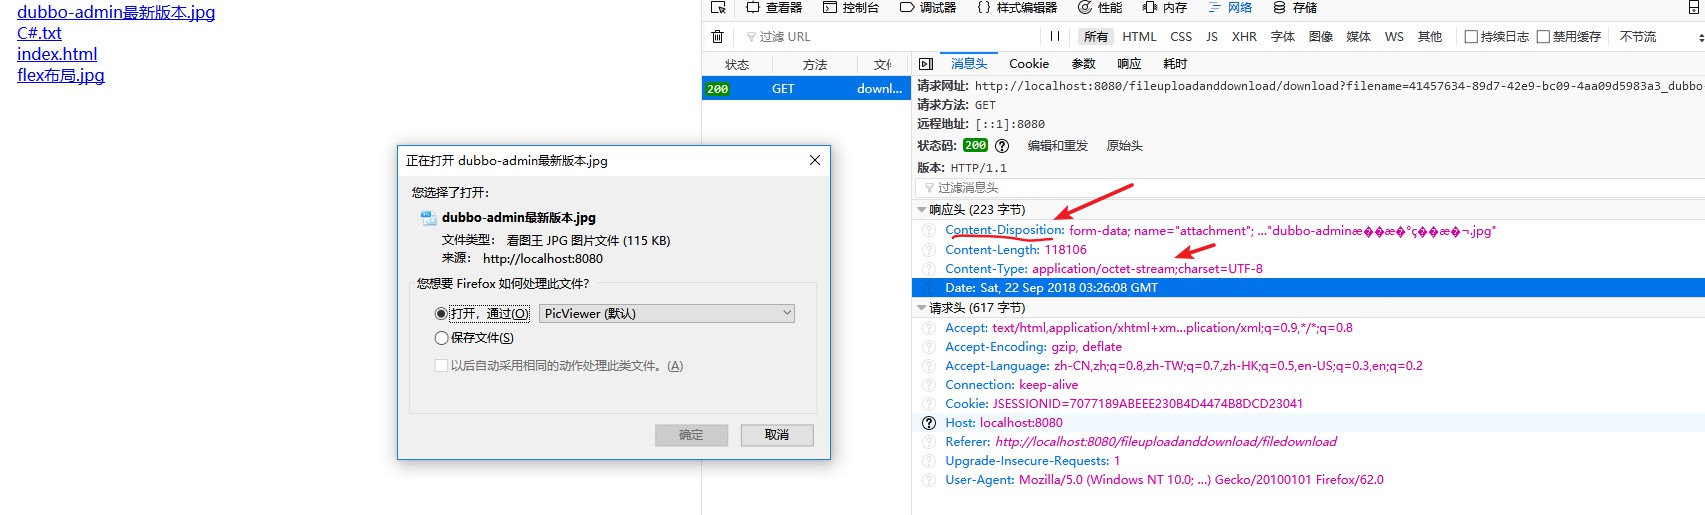 dubbo-admin最新版本.jpg
C#.txt
index.html
flex布局.jpg
正在打开 dubbo-admin最新版本.jpg
您选择了打开：
dubbo-admin最新版本.jpg
文件类型： 看图王 JPG 图片文件 (115 KB)
来源： http://localhost:8080
您想要 Firefox 如何处理此文件？
打开，通过(O) PicViewer (默认)
保存文件(S)
以后自动采用相同的动作处理此类文件。(A)
确定 取消
查看器 控制台 调试器 { } 样式编辑器 性能 内存 网络 存储
过滤 URL 所有 HTML CSS JS XHR 字体 图像 媒体 WS 其他 持续日志 禁用缓存 不节流
状态 方法 文件
200 GET downl...
消息头 Cookie 参数 响应 耗时
请求网址: http://localhost:8080/fileuploadanddownload/download?filename=41457634-89d7-42e9-bc09-4aa09d5983a3_dubbo-
请求方法: GET
远程地址: [::1]:8080
状态码: 200 编辑和重发 原始头
版本: HTTP/1.1
过滤消息头
响应头 (223 字节)
Content-Disposition: form-data; name="attachment"; ..."dubbo-adminæ��æ�°ç��æ�¬.jpg"
Content-Length: 118106
Content-Type: application/octet-stream;charset=UTF-8
Date: Sat, 22 Sep 2018 03:26:08 GMT
请求头 (617 字节)
Accept: text/html,application/xhtml+xm...plication/xml;q=0.9,*/*;q=0.8
Accept-Encoding: gzip, deflate
Accept-Language: zh-CN,zh;q=0.8,zh-TW;q=0.7,zh-HK;q=0.5,en-US;q=0.3,en;q=0.2
Connection: keep-alive
Cookie: JSESSIONID=7077189ABEEE230B4D4474B8DCD23041
Host: localhost:8080
Referer: http://localhost:8080/fileuploadanddownload/filedownload
Upgrade-Insecure-Requests: 1
User-Agent: Mozilla/5.0 (Windows NT 10.0; ...) Gecko/20100101 Firefox/62.0